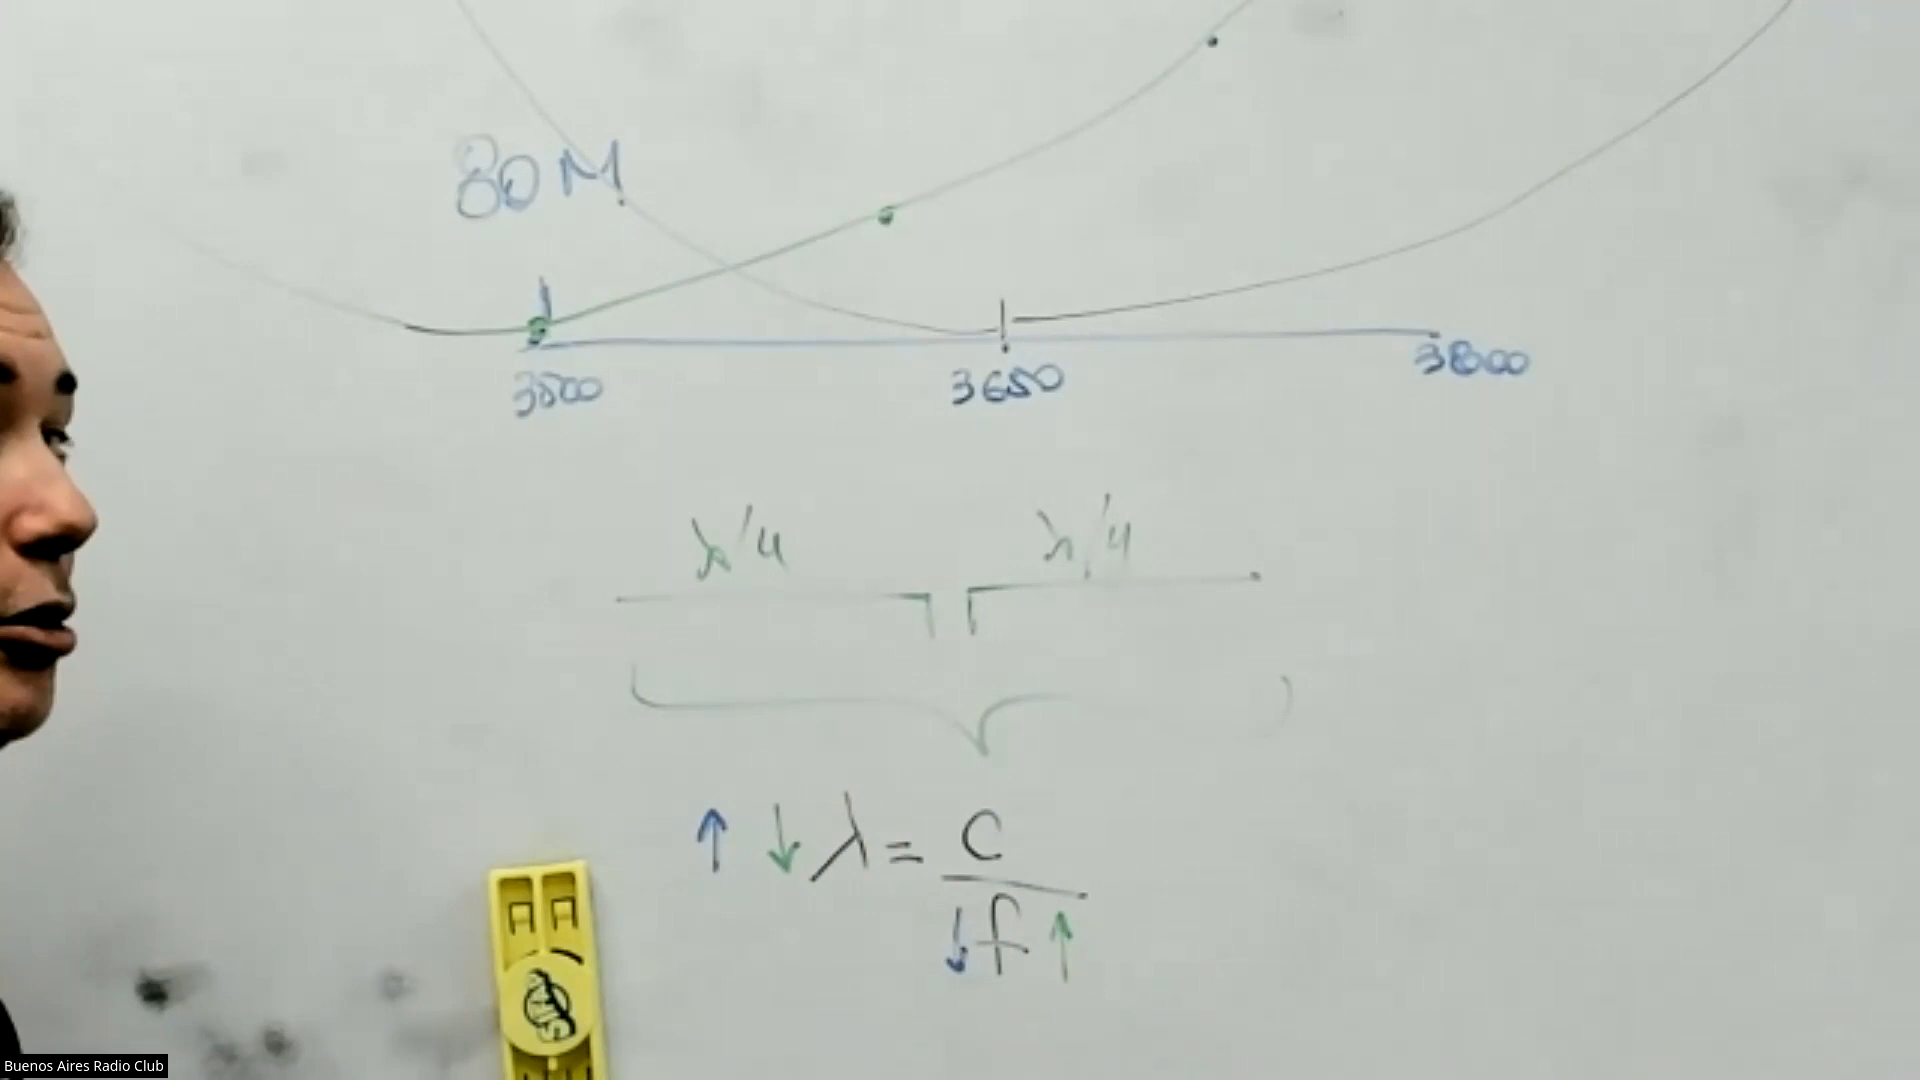 80 M
3500 3650 3800
λ/4 λ/4
↑ ↓ λ = c
↓ f ↑
Buenos Aires Radio Club